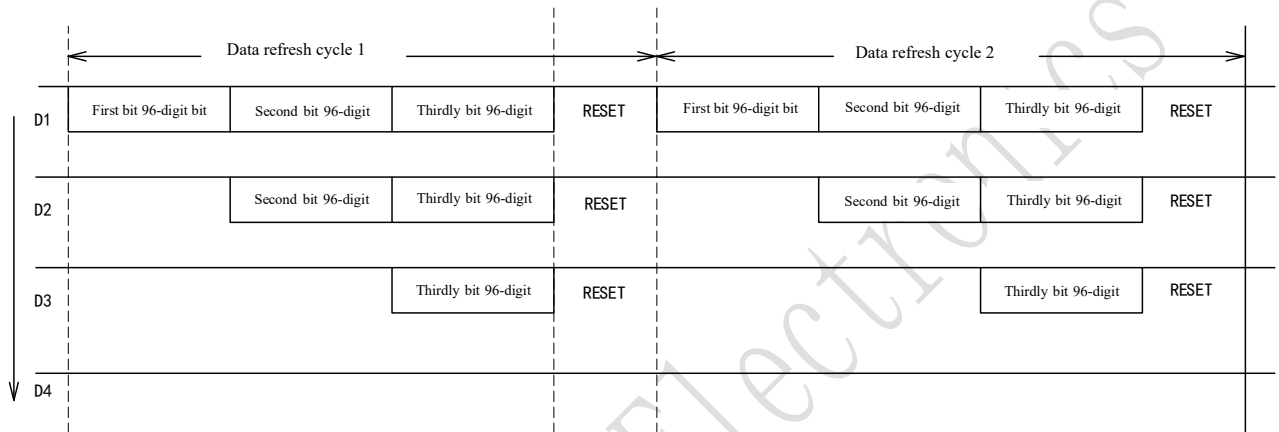 Data refresh cycle 1 Data refresh cycle 2
D1 First bit 96-digit bit Second bit 96-digit Thirdly bit 96-digit RESET First bit 96-digit bit Second bit 96-digit Thirdly bit 96-digit RESET
D2 Second bit 96-digit Thirdly bit 96-digit RESET Second bit 96-digit Thirdly bit 96-digit RESET
D3 Thirdly bit 96-digit RESET Thirdly bit 96-digit RESET
D4
Electronics